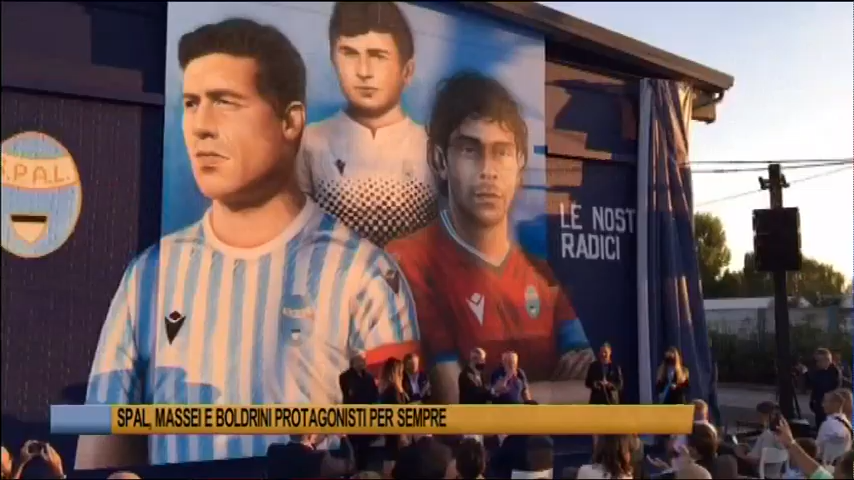 S.P.A.L.
LE NOST
RADICI
SPAL, MASSEI E BOLDRINI PROTAGONISTI PER SEMPRE